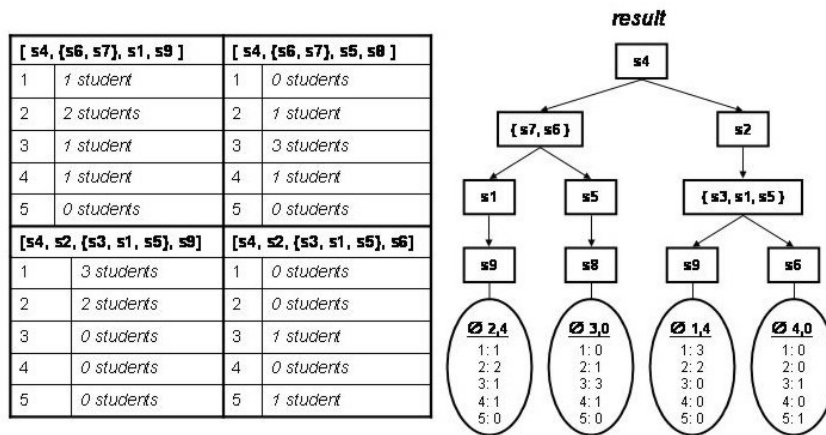 result
[ s4, {s6, s7}, s1, s9 ]
[ s4, {s6, s7}, s5, s8 ]
1 1 student
1 0 students
2 2 students
2 1 student
3 1 student
3 3 students
4 1 student
4 1 student
5 0 students
5 0 students
[s4, s2, {s3, s1, s5}, s9]
[s4, s2, {s3, s1, s5}, s6]
1 3 students
1 0 students
2 2 students
2 0 students
3 0 students
3 1 student
4 0 students
4 0 students
5 0 students
5 1 student
s4
{ s7, s6 }
s2
s1
s5
{ s3, s1, s5 }
s9
s8
s9
s6
Ø 2,4
1: 1
2: 2
3: 1
4: 1
5: 0
Ø 3,0
1: 0
2: 1
3: 3
4: 1
5: 0
Ø 1,4
1: 3
2: 2
3: 0
4: 0
5: 0
Ø 4,0
1: 0
2: 0
3: 1
4: 0
5: 1